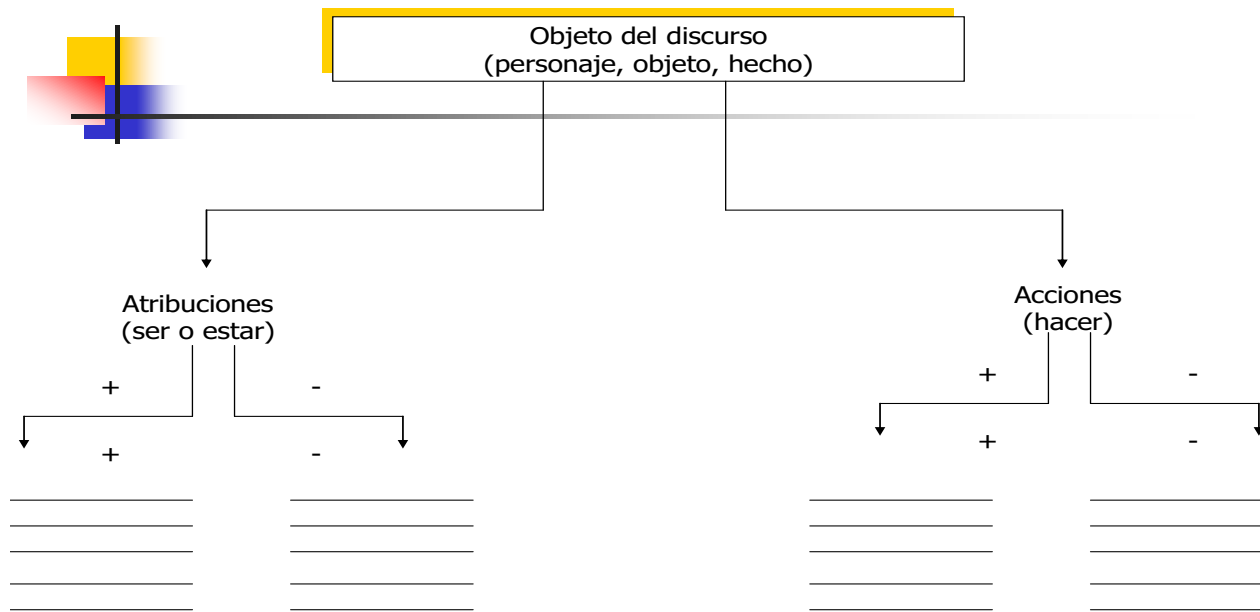 Objeto del discurso
(personaje, objeto, hecho)
Atribuciones
(ser o estar)
Acciones
(hacer)
+ -
+ -
+ -
+ -